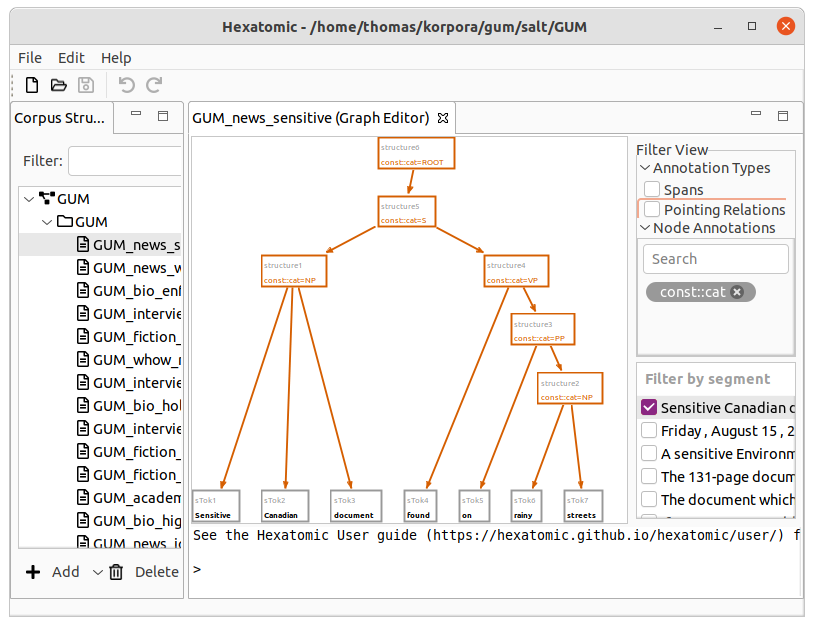 Hexatomic - /home/thomas/korpora/gum/salt/GUM
File Edit Help
Corpus Stru...
Filter:
GUM
GUM
GUM_news_s
GUM_news_w
GUM_bio_enf
GUM_intervie
GUM_fiction_
GUM_whow_r
GUM_intervie
GUM_bio_hol
GUM_intervie
GUM_fiction_
GUM_fiction_
GUM_academ
GUM_bio_hig
GUM_news_ic
Add
Delete
GUM_news_sensitive (Graph Editor)
structure6
const::cat=ROOT
structure5
const::cat=S
structure1
const::cat=NP
structure4
const::cat=VP
structure3
const::cat=PP
structure2
const::cat=NP
sTok1
Sensitive
sTok2
Canadian
sTok3
document
sTok4
found
sTok5
on
sTok6
rainy
sTok7
streets
See the Hexatomic User guide (https://hexatomic.github.io/hexatomic/user/) f
>
Filter View
Annotation Types
Spans
Pointing Relations
Node Annotations
Search
const::cat
Filter by segment
Sensitive Canadian
Friday , August 15 , 2
A sensitive Environm
The 131-page docum
The document which